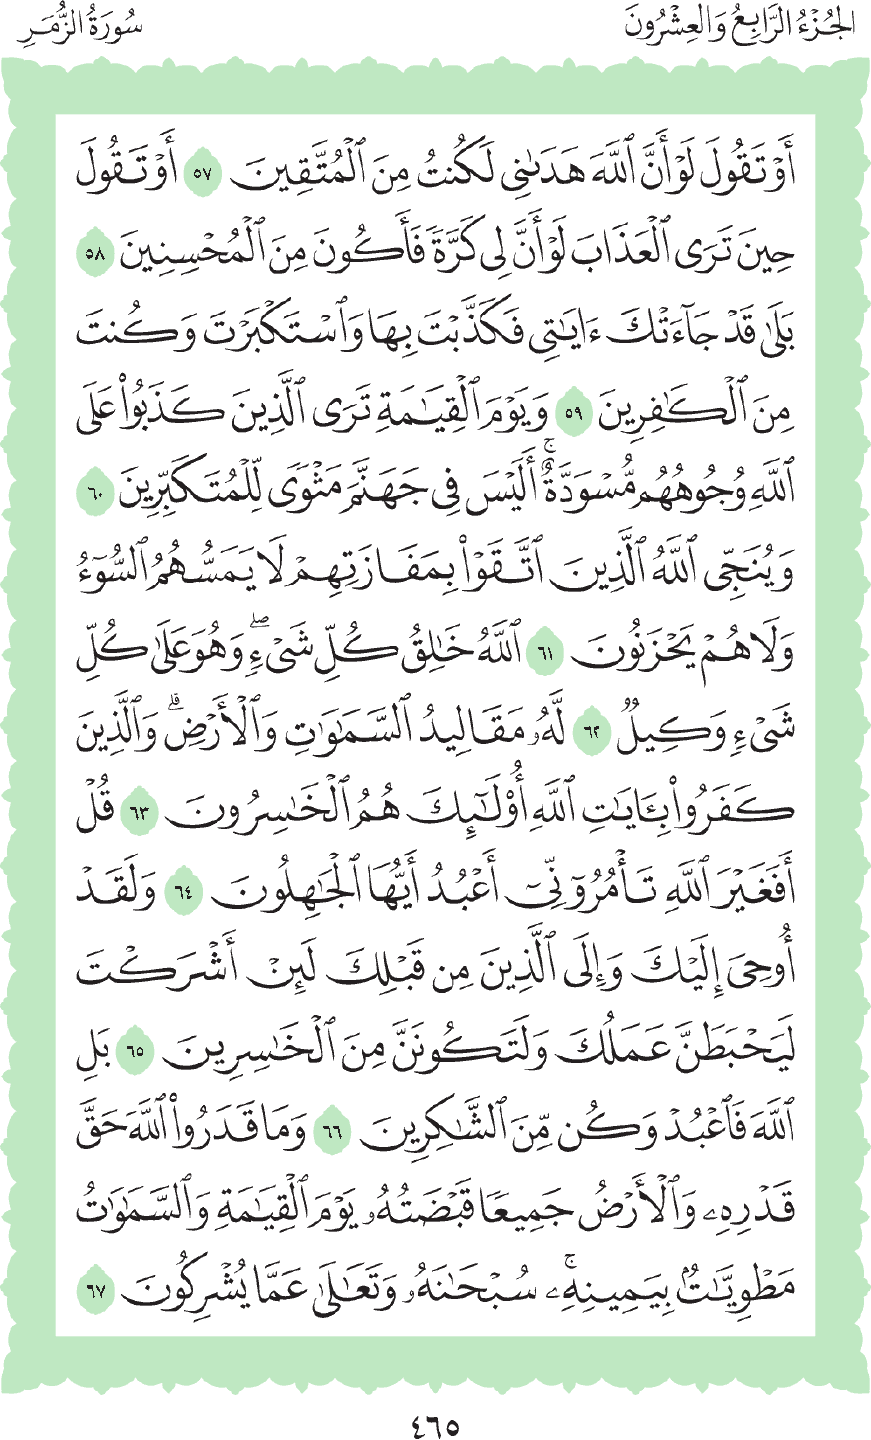 الجُزْءُ الرَّابِعُ وَالعِشْرُونَ
سُورَةُ الزُّمَرِ
أَوْ تَقُولَ لَوْ أَنَّ ٱللَّهَ هَدَىٰنِى لَكُنتُ مِنَ ٱلْمُتَّقِينَ ٥٧ أَوْ تَقُولَ
حِينَ تَرَى ٱلْعَذَابَ لَوْ أَنَّ لِى كَرَّةً فَأَكُونَ مِنَ ٱلْمُحْسِنِينَ ٥٨
بَلَىٰ قَدْ جَآءَتْكَ ءَايَـٰتِى فَكَذَّبْتَ بِهَا وَٱسْتَكْبَرْتَ وَكُنتَ
مِنَ ٱلْكَـٰفِرِينَ ٥٩ وَيَوْمَ ٱلْقِيَـٰمَةِ تَرَى ٱلَّذِينَ كَذَبُوا۟ عَلَى
ٱللَّهِ وُجُوهُهُم مُّسْوَدَّةٌ ۚ أَلَيْسَ فِى جَهَنَّمَ مَثْوًى لِّلْمُتَكَبِّرِينَ ٦٠
وَيُنَجِّى ٱللَّهُ ٱلَّذِينَ ٱتَّقَوْا۟ بِمَفَازَتِهِمْ لَا يَمَسُّهُمُ ٱلسُّوٓءُ
وَلَا هُمْ يَحْزَنُونَ ٦١ ٱللَّهُ خَـٰلِقُ كُلِّ شَىْءٍ ۖ وَهُوَ عَلَىٰ كُلِّ
شَىْءٍ وَكِيلٌ ٦٢ لَّهُۥ مَقَالِيدُ ٱلسَّمَـٰوَٰتِ وَٱلْأَرْضِ ۗ وَٱلَّذِينَ
كَفَرُوا۟ بِـَٔايَـٰتِ ٱللَّهِ أُو۟لَـٰٓئِكَ هُمُ ٱلْخَـٰسِرُونَ ٦٣ قُلْ
أَفَغَيْرَ ٱللَّهِ تَأْمُرُوٓنِّىٓ أَعْبُدُ أَيُّهَا ٱلْجَـٰهِلُونَ ٦٤ وَلَقَدْ
أُوحِىَ إِلَيْكَ وَإِلَى ٱلَّذِينَ مِن قَبْلِكَ لَئِنْ أَشْرَكْتَ
لَيَحْبَطَنَّ عَمَلُكَ وَلَتَكُونَنَّ مِنَ ٱلْخَـٰسِرِينَ ٦٥ بَلِ
ٱللَّهَ فَٱعْبُدْ وَكُن مِّنَ ٱلشَّـٰكِرِينَ ٦٦ وَمَا قَدَرُوا۟ ٱللَّهَ حَقَّ
قَدْرِهِۦ وَٱلْأَرْضُ جَمِيعًا قَبْضَتُهُۥ يَوْمَ ٱلْقِيَـٰمَةِ وَٱلسَّمَـٰوَٰتُ
مَطْوِيَّـٰتٌۢ بِيَمِينِهِۦ ۚ سُبْحَـٰنَهُۥ وَتَعَـٰلَىٰ عَمَّا يُشْرِكُونَ ٦٧
٤٦٥